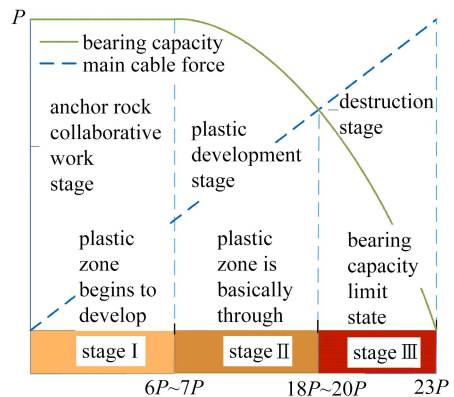 P
bearing capacity
main cable force
anchor rock
collaborative
work
stage
plastic
development
stage
destruction
stage
plastic
zone
begins to
develop
plastic
zone is
basically
through
bearing
capacity
limit
state
stage Ⅰ
stage Ⅱ
stage Ⅲ
6P~7P
18P~20P
23P